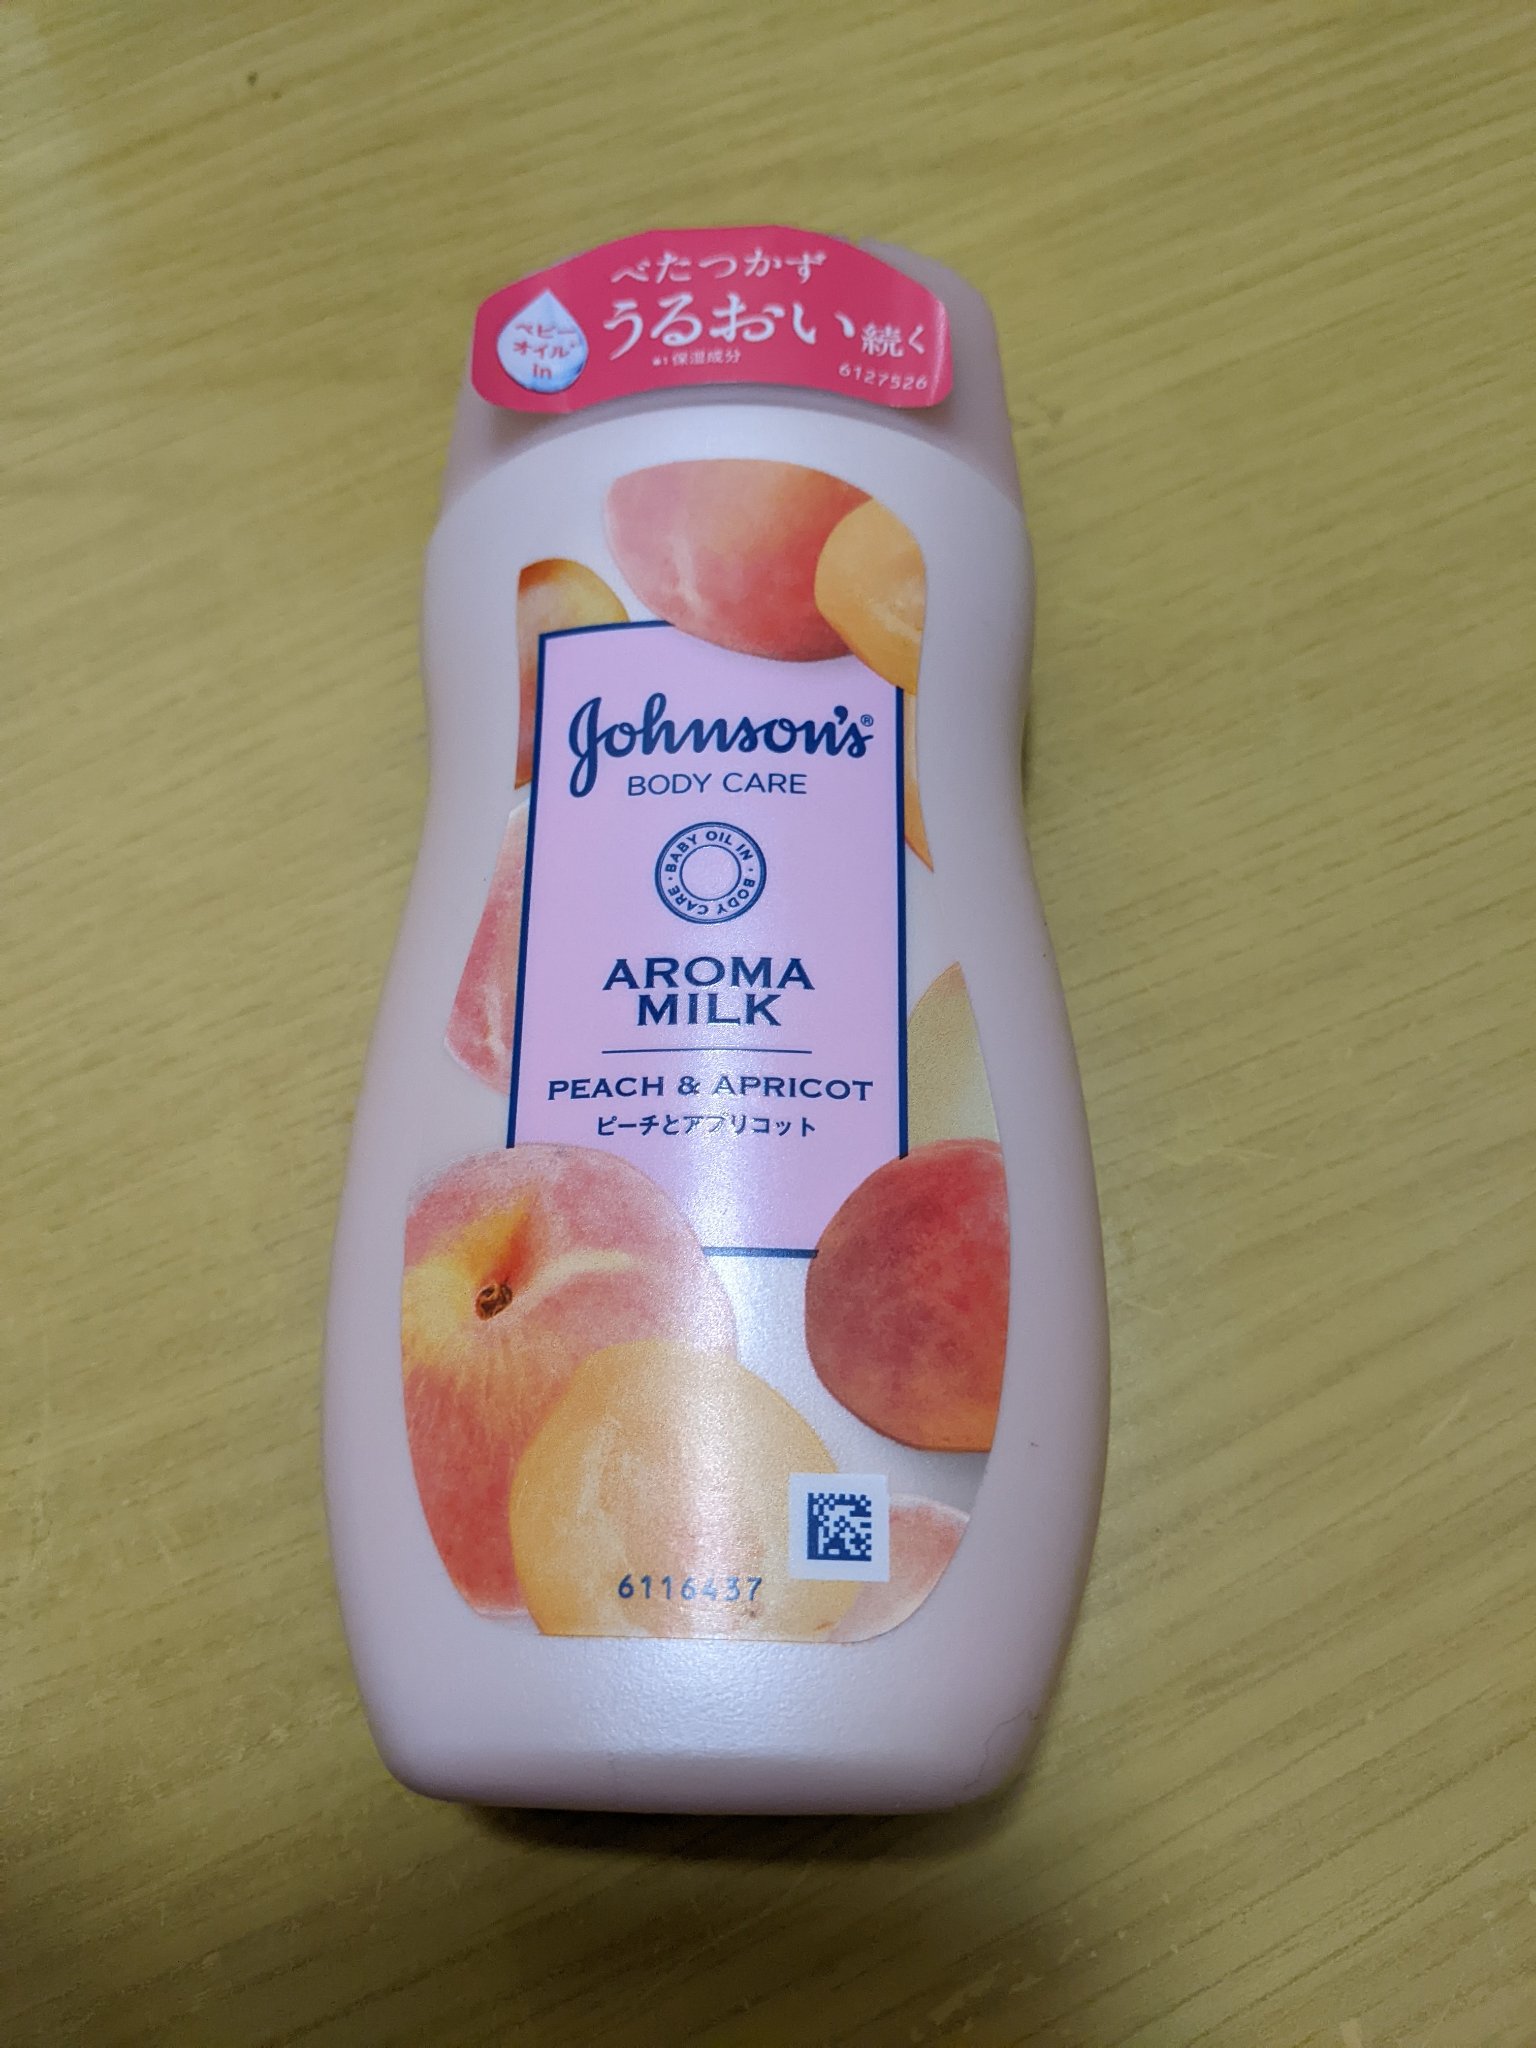 べたつかず
ベビー
オイル*¹
in
うるおい続く
*1保湿成分
6127526
Johnson's®
BODY CARE
BABY OIL IN · BODY CARE ·
AROMA
MILK
PEACH & APRICOT
ピーチとアプリコット
6116437